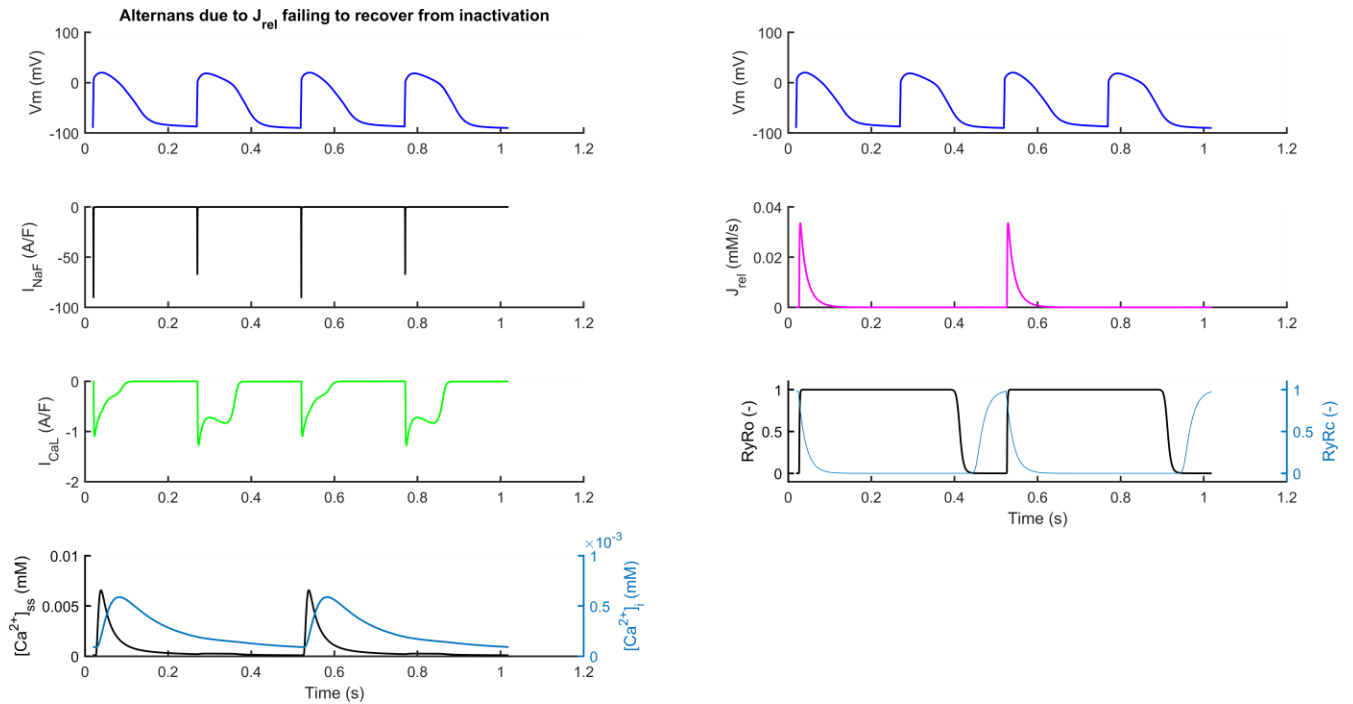 Alternans due to J_rel failing to recover from inactivation
100
0
-100
Vm (mV)
0 0.2 0.4 0.6 0.8 1 1.2
100
0
-100
Vm (mV)
0 0.2 0.4 0.6 0.8 1 1.2
0
-50
-100
I_NaF (A/F)
0 0.2 0.4 0.6 0.8 1 1.2
0.04
0.02
0
J_rel (mM/s)
0 0.2 0.4 0.6 0.8 1 1.2
0
-1
-2
I_CaL (A/F)
0 0.2 0.4 0.6 0.8 1 1.2
1
0.5
0
RyRo (-)
1
0.5
0
RyRc (-)
0 0.2 0.4 0.6 0.8 1 1.2
Time (s)
0.01
0.005
0
[Ca²⁺]_ss (mM)
×10⁻³
1
0.5
0
[Ca²⁺]_i (mM)
0 0.2 0.4 0.6 0.8 1 1.2
Time (s)